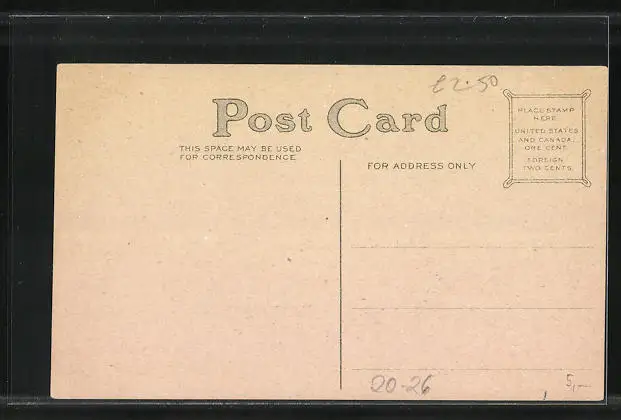 £2.50
Post Card
THIS SPACE MAY BE USED
FOR CORRESPONDENCE
FOR ADDRESS ONLY
PLACE STAMP
HERE
UNITED STATES
AND CANADA,
ONE CENT
FOREIGN
TWO CENTS.
20-26
5,-